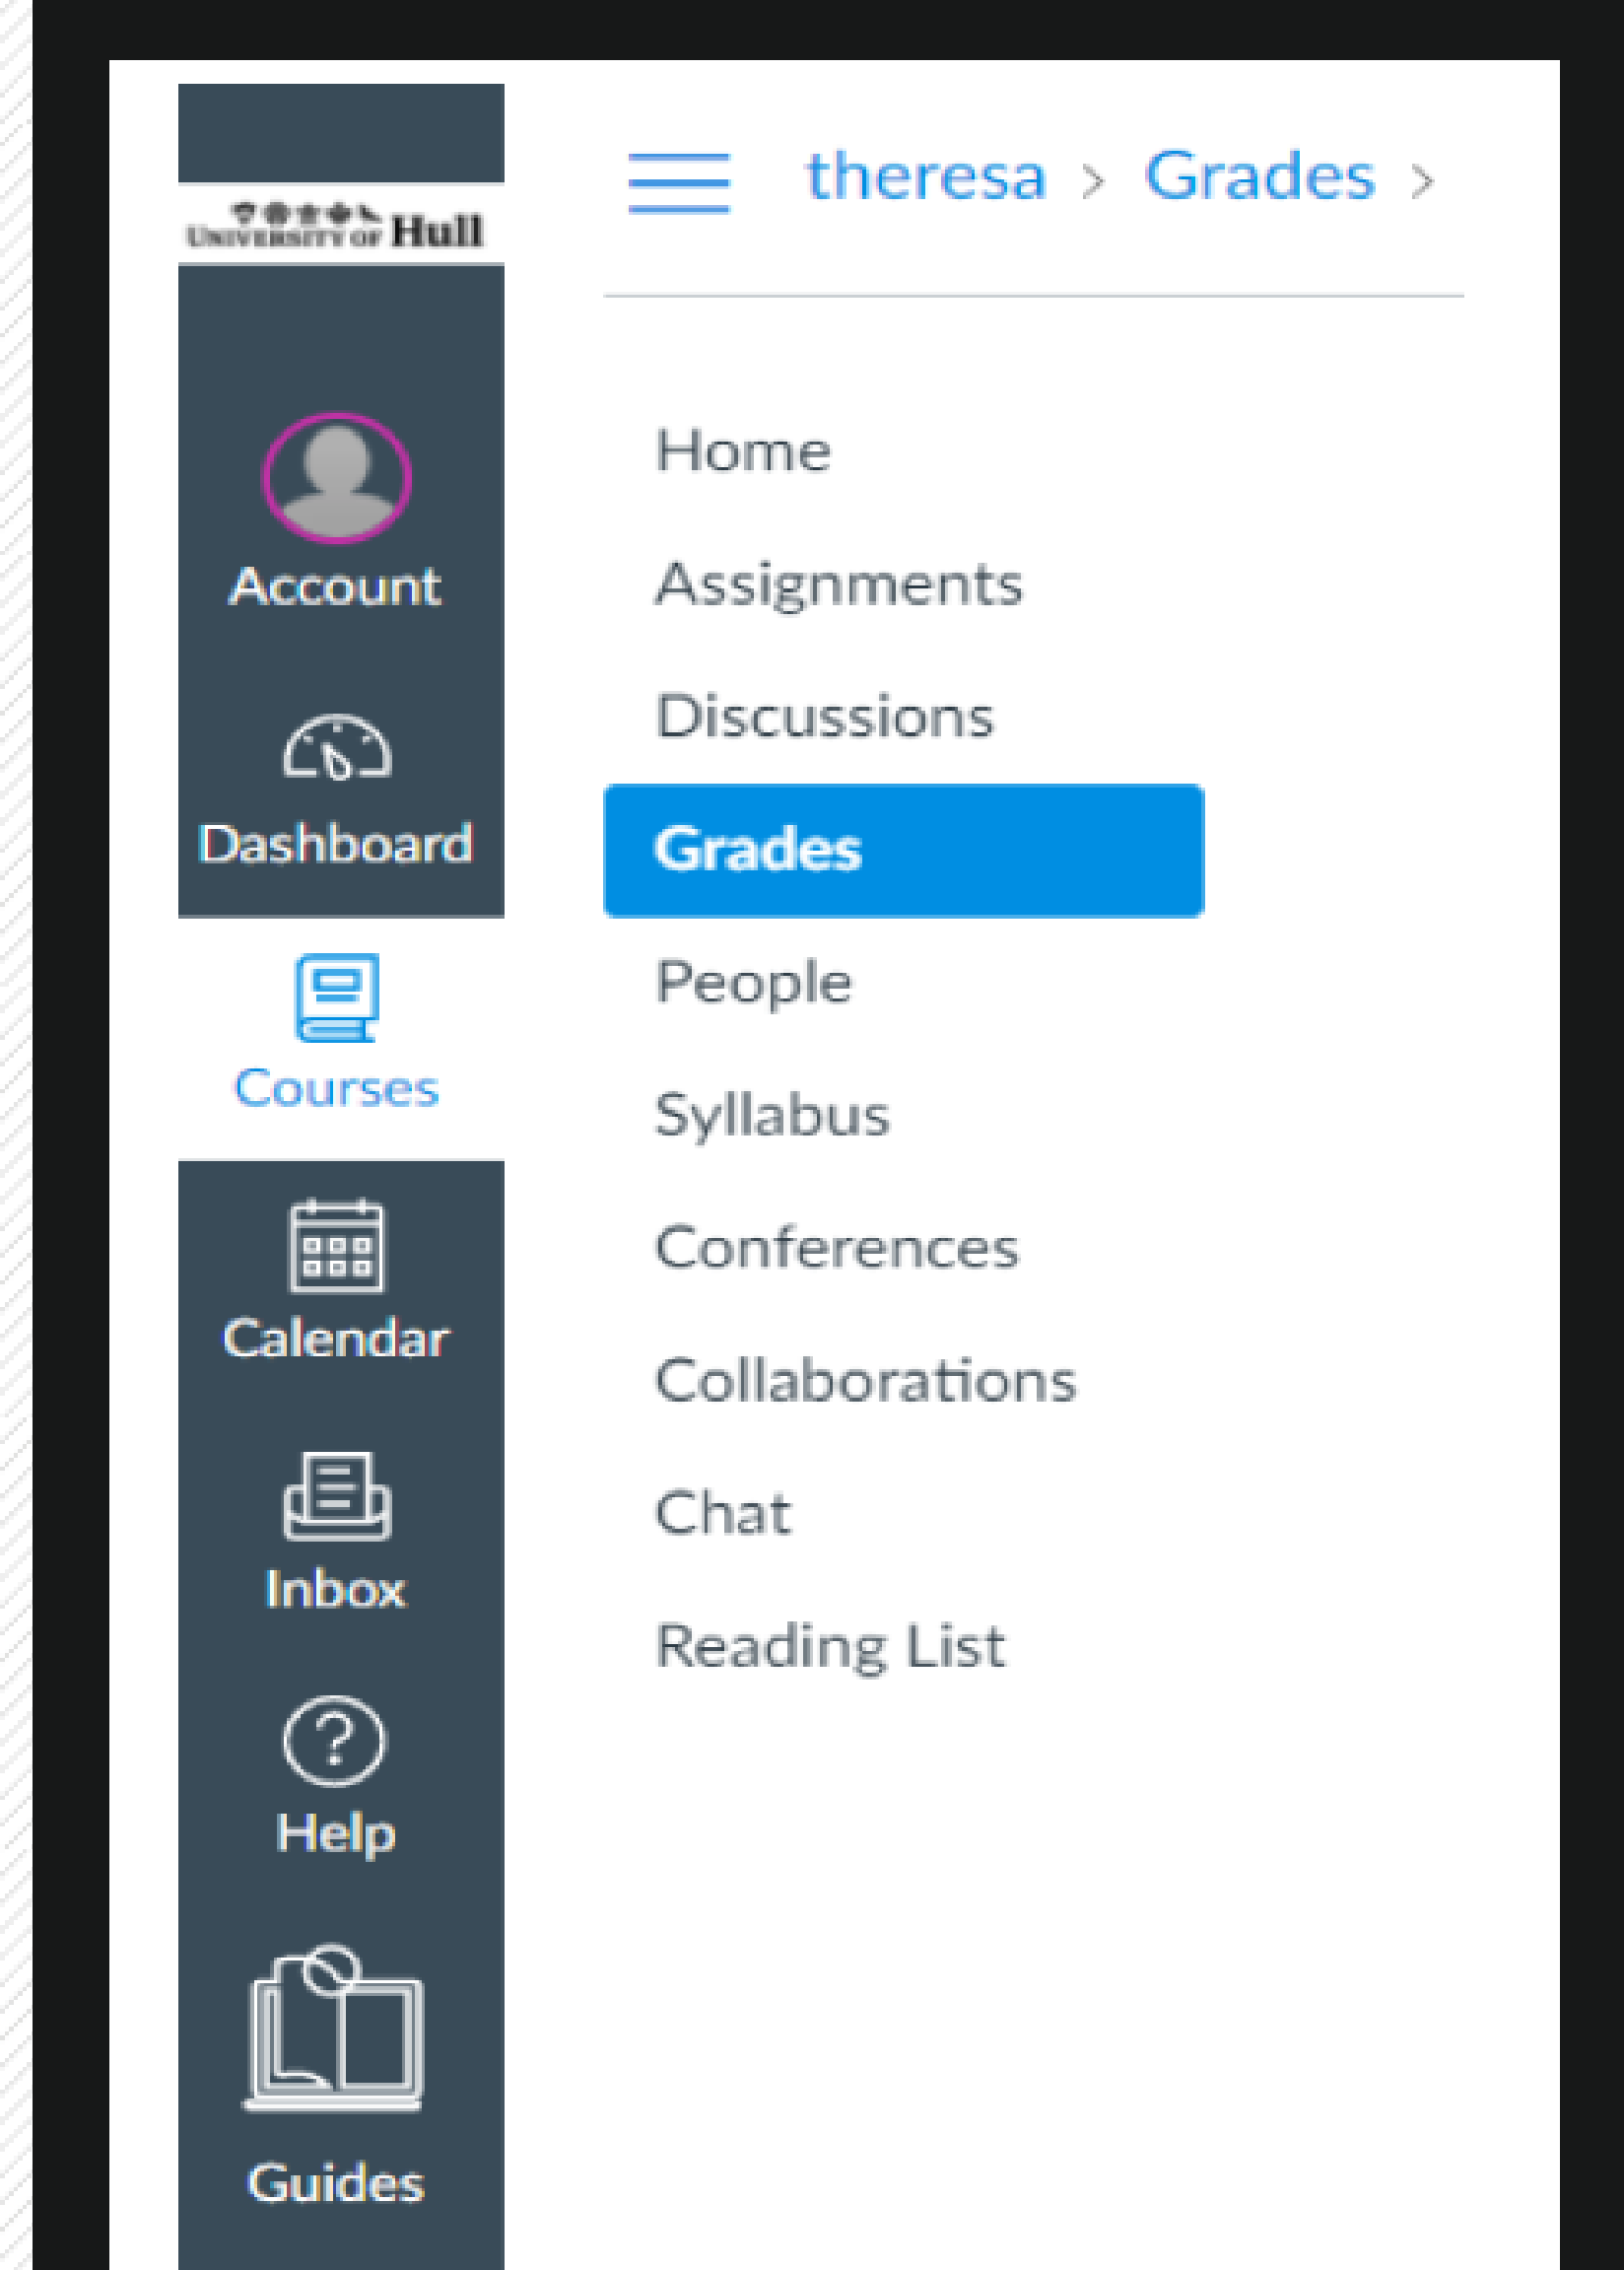 UNIVERSITY OF Hull
Account
Dashboard
Courses
Calendar
Inbox
Help
Guides
theresa > Grades >
Home
Assignments
Discussions
Grades
People
Syllabus
Conferences
Collaborations
Chat
Reading List